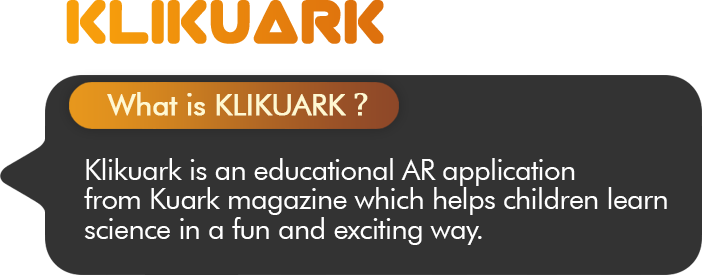 KLIKUARK
What is KLIKUARK ?
Klikuark is an educational AR application
from Kuark magazine which helps children learn
science in a fun and exciting way.